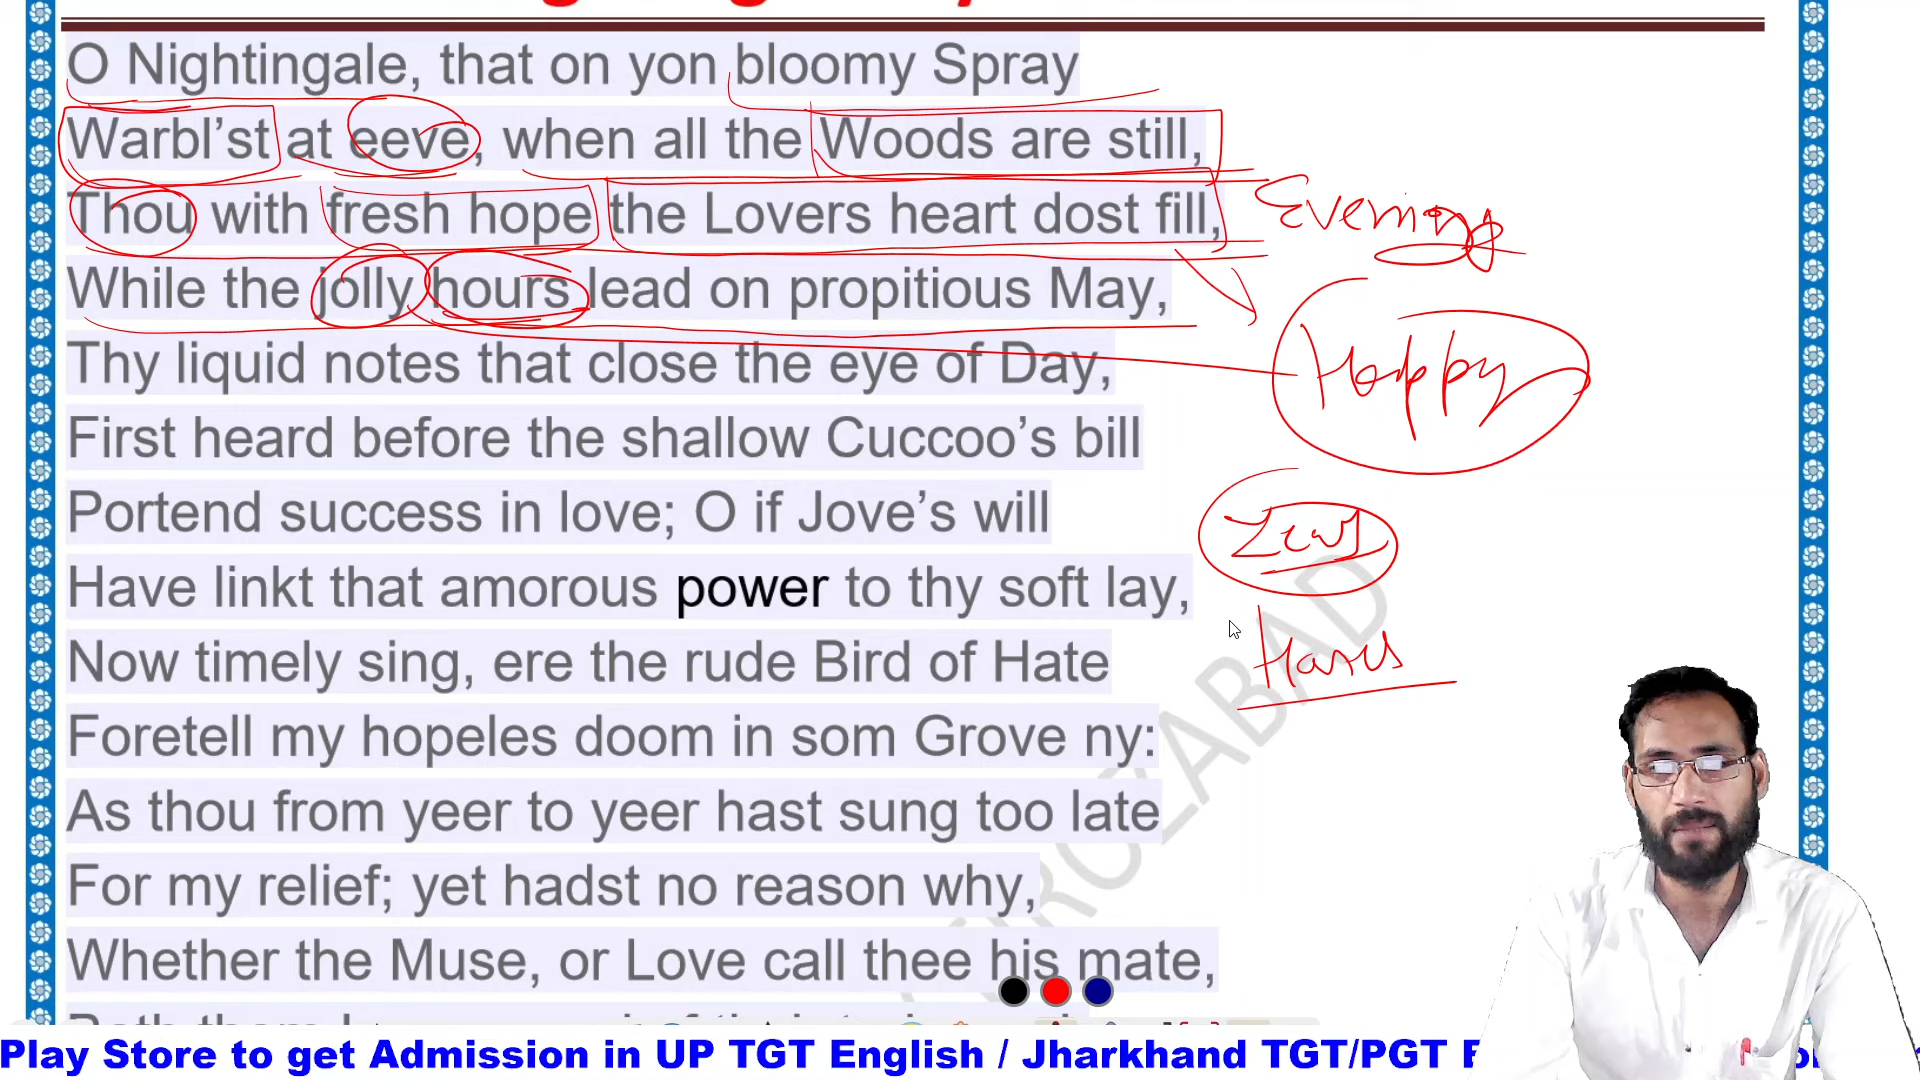 O Nightingale, that on yon bloomy Spray
Warbl’st at eeve, when all the Woods are still,
Thou with fresh hope the Lovers heart dost fill,
Evening
While the jolly hours lead on propitious May,
Happy
Thy liquid notes that close the eye of Day,
First heard before the shallow Cuccoo’s bill
Portend success in love; O if Jove’s will
Have linkt that amorous power to thy soft lay,
Now timely sing, ere the rude Bird of Hate
Foretell my hopeles doom in som Grove ny:
As thou from yeer to yeer hast sung too late
For my relief; yet hadst no reason why,
Whether the Muse, or Love call thee his mate,
FIROZABAD
Play Store to get Admission in UP TGT English / Jharkhand TGT/PGT